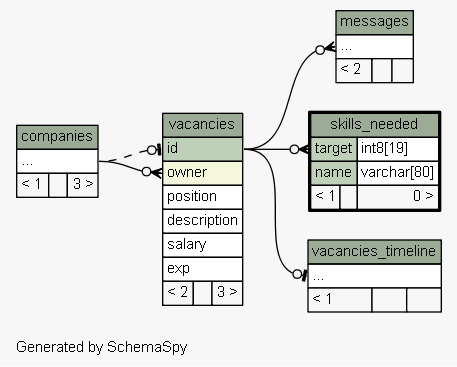 messages
...
< 2
companies
...
< 1 3 >
vacancies
id
owner
position
description
salary
exp
< 2 3 >
skills_needed
target int8[19]
name varchar[80]
< 1 0 >
vacancies_timeline
...
< 1
Generated by SchemaSpy